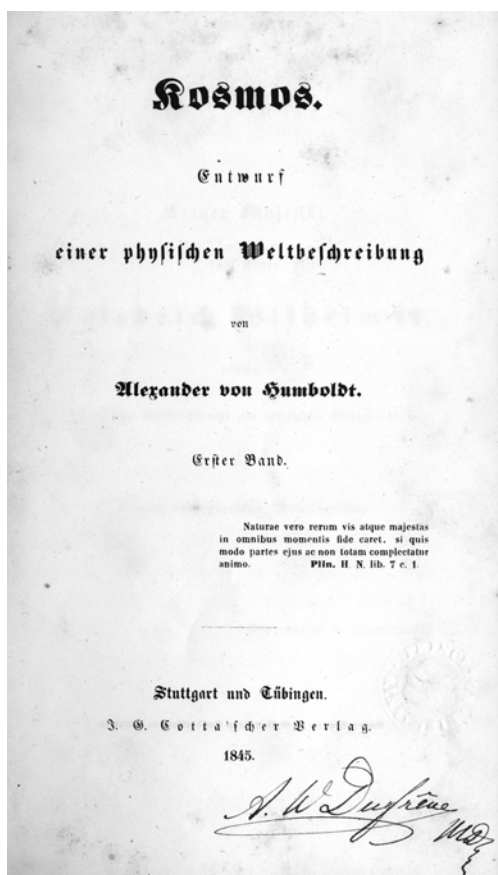 Kosmos.
Entwurf
einer physischen Weltbeschreibung
von
Alexander von Humboldt.
Erster Band.
Naturae vero rerum vis atque majestas
in omnibus momentis fide caret, si quis
modo partes ejus ac non totam complectatur
animo. Plin. H. N. lib. 7 c. 1.
Stuttgart und Tübingen.
J. G. Cotta'scher Verlag.
1845.
A. W. Dufrêne